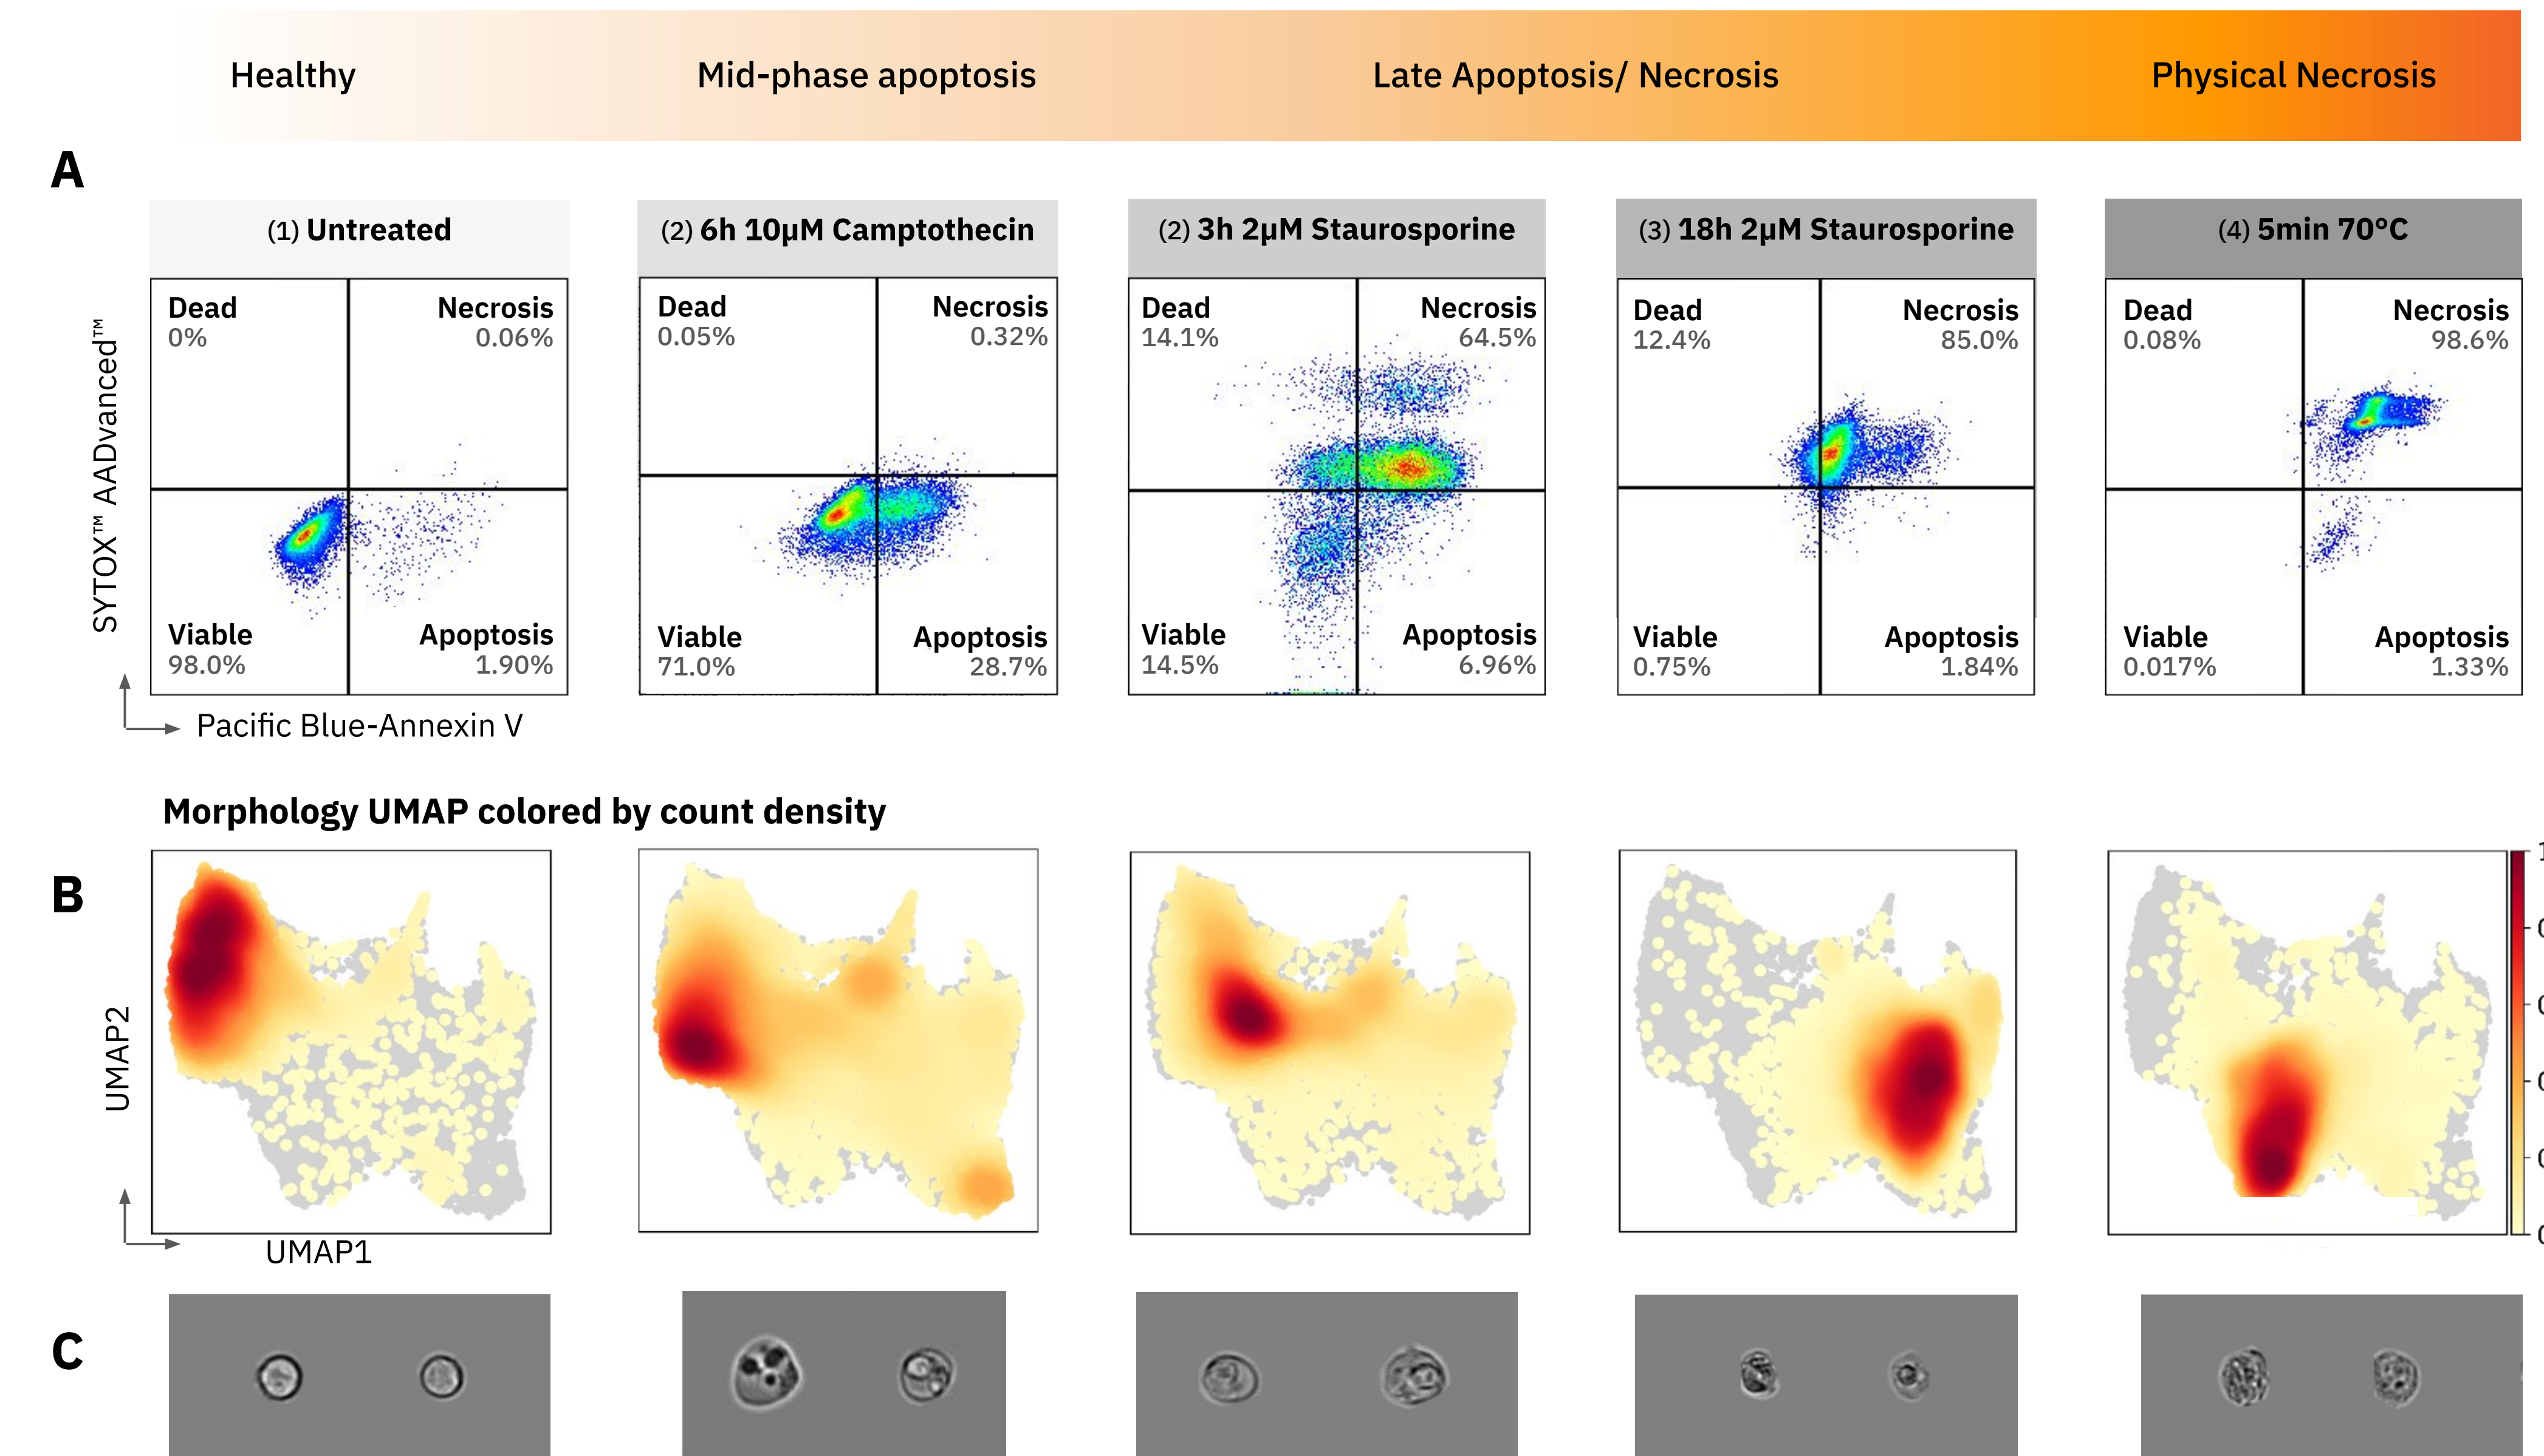 Healthy
Mid-phase apoptosis
Late Apoptosis/ Necrosis
Physical Necrosis
A
(1) Untreated
(2) 6h 10µM Camptothecin
(2) 3h 2µM Staurosporine
(3) 18h 2µM Staurosporine
(4) 5min 70°C
SYTOX™ AADvanced™
Dead
0%
Necrosis
0.06%
Viable
98.0%
Apoptosis
1.90%
Dead
0.05%
Necrosis
0.32%
Viable
71.0%
Apoptosis
28.7%
Dead
14.1%
Necrosis
64.5%
Viable
14.5%
Apoptosis
6.96%
Dead
12.4%
Necrosis
85.0%
Viable
0.75%
Apoptosis
1.84%
Dead
0.08%
Necrosis
98.6%
Viable
0.017%
Apoptosis
1.33%
Pacific Blue-Annexin V
Morphology UMAP colored by count density
B
UMAP2
UMAP1
C